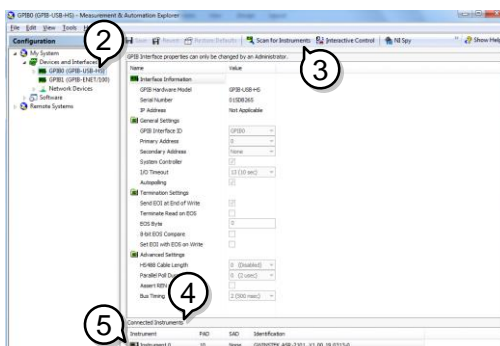 GPIB0 (GPIB-USB-HS) - Measurement & Automation Explorer
File Edit View Tools
Configuration
2
Save Revert Restore Defaults Scan for Instruments Interactive Control NI Spy Show Help
3
My System
Devices and Interfaces
GPIB0 (GPIB-USB-HS)
GPIB1 (GPIB-ENET/100)
Network Devices
Software
Remote Systems
GPIB Interface properties can only be changed by an Administrator.
Name Value
Interface Information
GPIB Hardware Model GPIB-USB-HS
Serial Number
IP Address Not Applicable
General Settings
GPIB Interface ID GPIB0
Primary Address 0
Secondary Address None
System Controller
I/O Timeout 13 (10 sec)
Autopolling
Termination Settings
Send EOI at End of Write
Terminate Read on EOS
EOS Byte 0
8-bit EOS Compare
Set EOI with EOS on Write
Advanced Settings
HS488 Cable Length 0 (Disabled)
Parallel Poll 0 (2 usec)
Assert REN
Bus Timing 2 (500 nsec)
4
5
Connected Instruments
Instrument PAD SAD Identification
Instrument 0 10 None